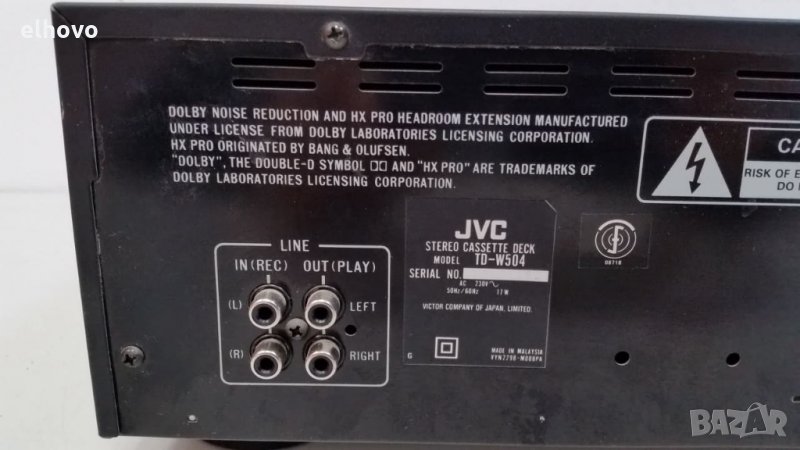 elhovo
DOLBY NOISE REDUCTION AND HX PRO HEADROOM EXTENSION MANUFACTURED
UNDER LICENSE FROM DOLBY LABORATORIES LICENSING CORPORATION.
HX PRO ORIGINATED BY BANG & OLUFSEN.
"DOLBY", THE DOUBLE-D SYMBOL AND "HX PRO" ARE TRADEMARKS OF
DOLBY LABORATORIES LICENSING CORPORATION.
CA
RISK OF E
DO
LINE
IN (REC) OUT (PLAY)
(L) LEFT
(R) RIGHT
JVC
STEREO CASSETTE DECK
MODEL TD-W504
SERIAL NO.
AC 230V~
50Hz/60Hz 17W
VICTOR COMPANY OF JAPAN, LIMITED.
G
MADE IN MALAYSIA
BAZAR